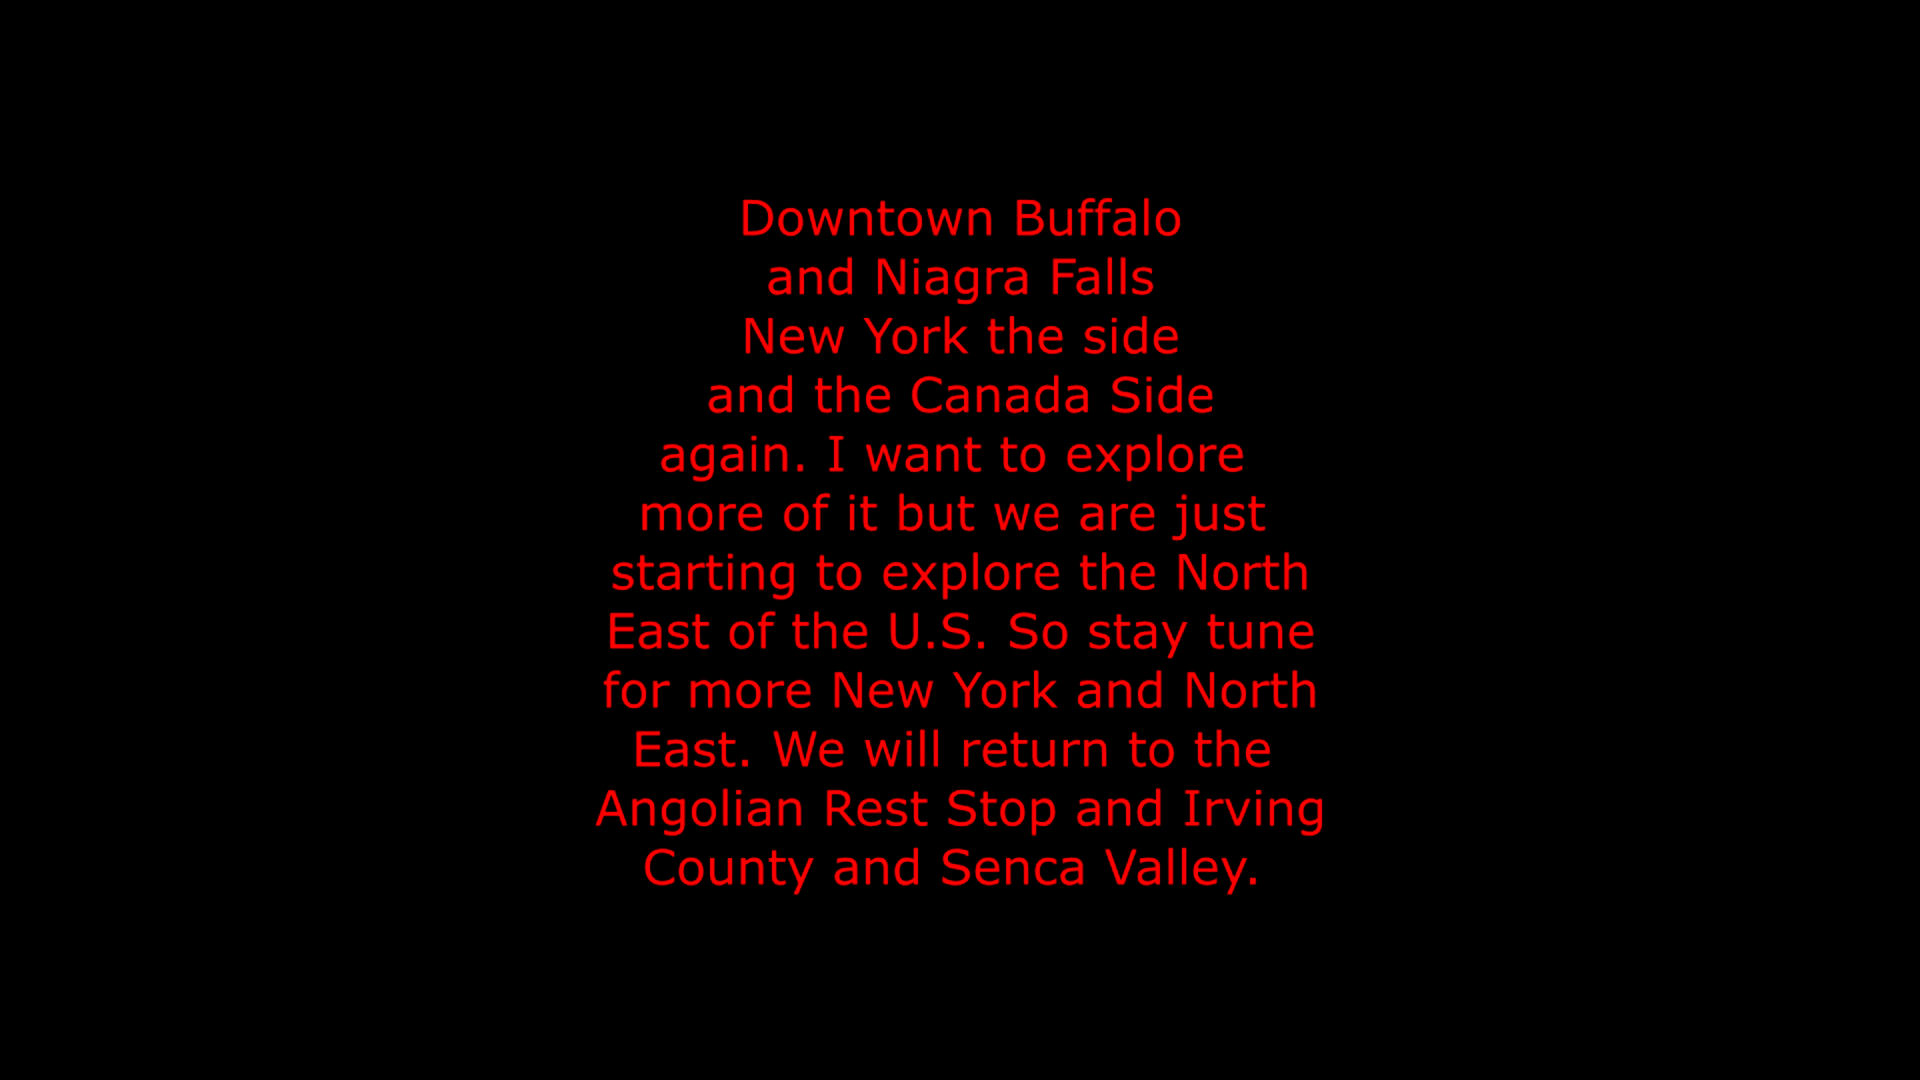 Downtown Buffalo
and Niagra Falls
New York the side
and the Canada Side
again. I want to explore
more of it but we are just
starting to explore the North
East of the U.S. So stay tune
for more New York and North
East. We will return to the
Angolian Rest Stop and Irving
County and Senca Valley.